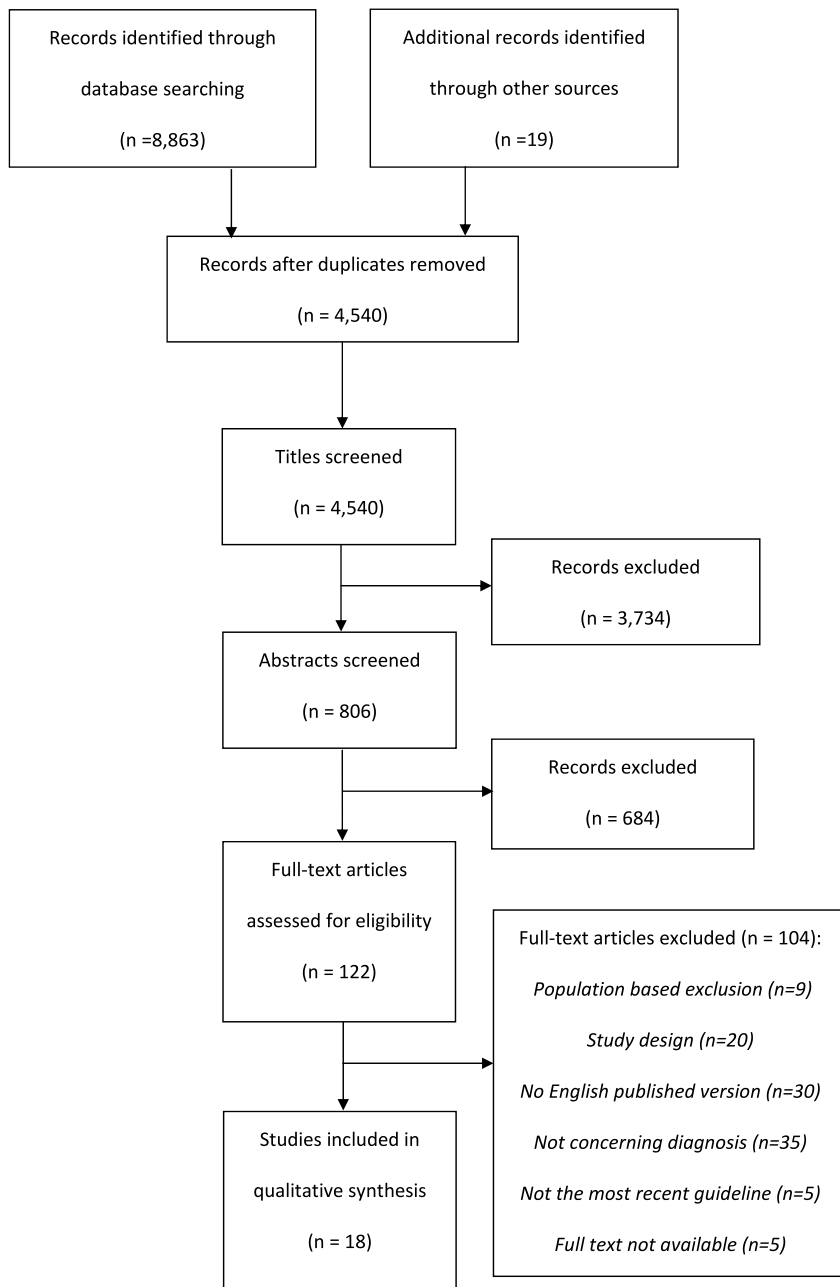 Records identified through
database searching
(n =8,863)
Additional records identified
through other sources
(n =19)
Records after duplicates removed
(n = 4,540)
Titles screened
(n = 4,540)
Records excluded
(n = 3,734)
Abstracts screened
(n = 806)
Records excluded
(n = 684)
Full-text articles
assessed for eligibility
(n = 122)
Full-text articles excluded (n = 104):
Population based exclusion (n=9)
Study design (n=20)
No English published version (n=30)
Not concerning diagnosis (n=35)
Not the most recent guideline (n=5)
Full text not available (n=5)
Studies included in
qualitative synthesis
(n = 18)